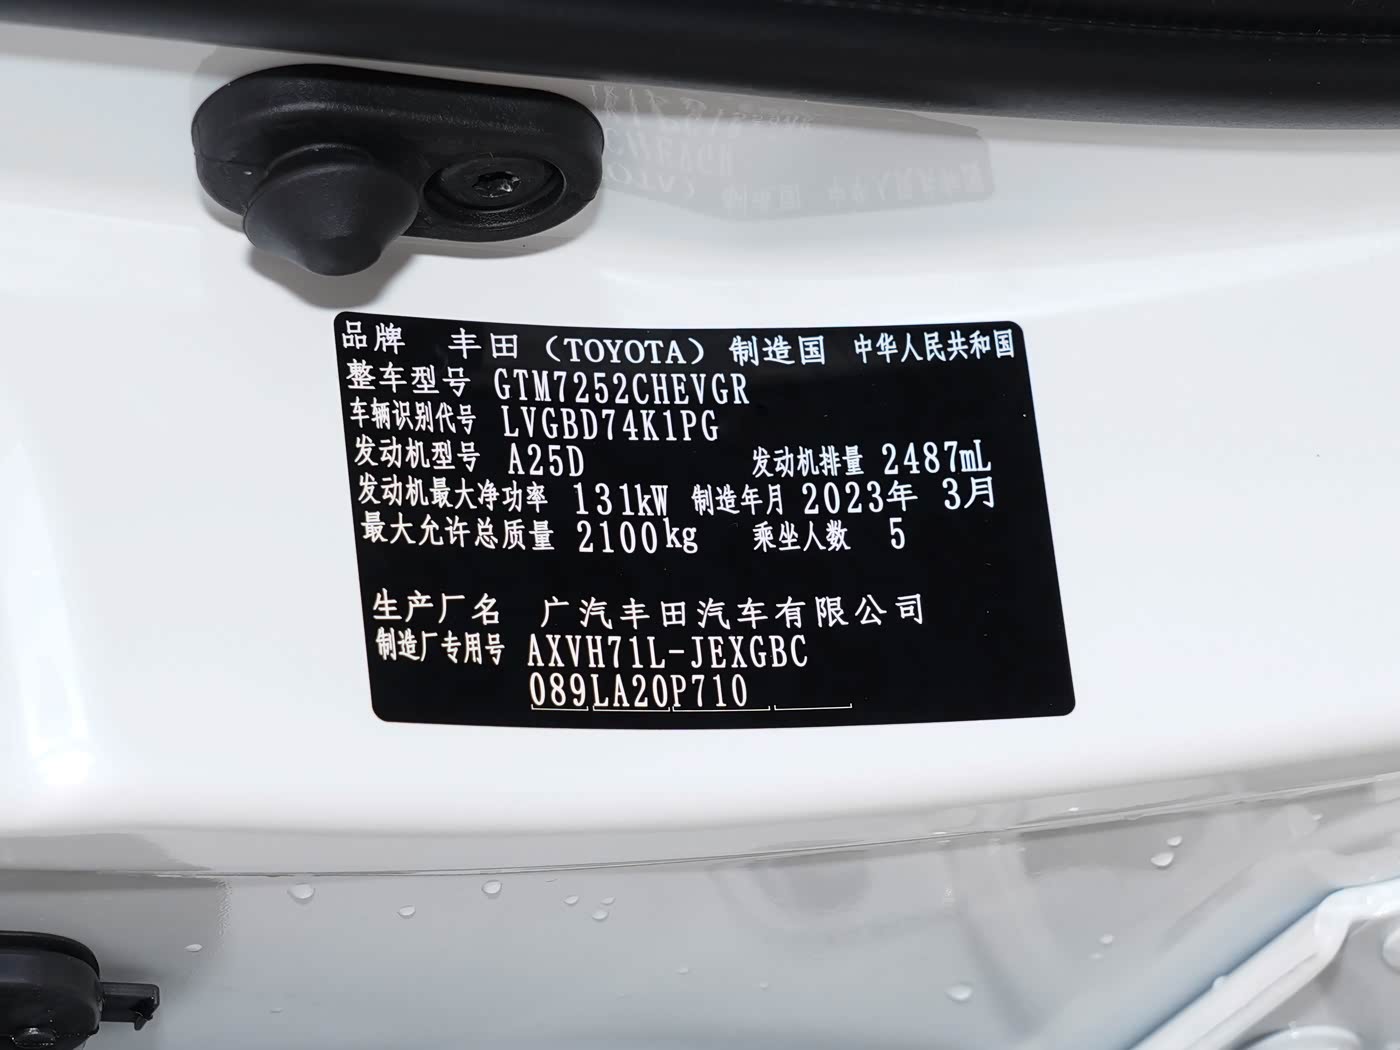 品牌 丰田（TOYOTA） 制造国 中华人民共和国
整车型号 GTM7252CHEVGR
车辆识别代号 LVGBD74K1PG
发动机型号 A25D 发动机排量 2487mL
发动机最大净功率 131kW 制造年月 2023年 3月
最大允许总质量 2100kg 乘坐人数 5
生产厂名 广汽丰田汽车有限公司
制造厂专用号 AXVH71L-JEXGBC
089LA20P710